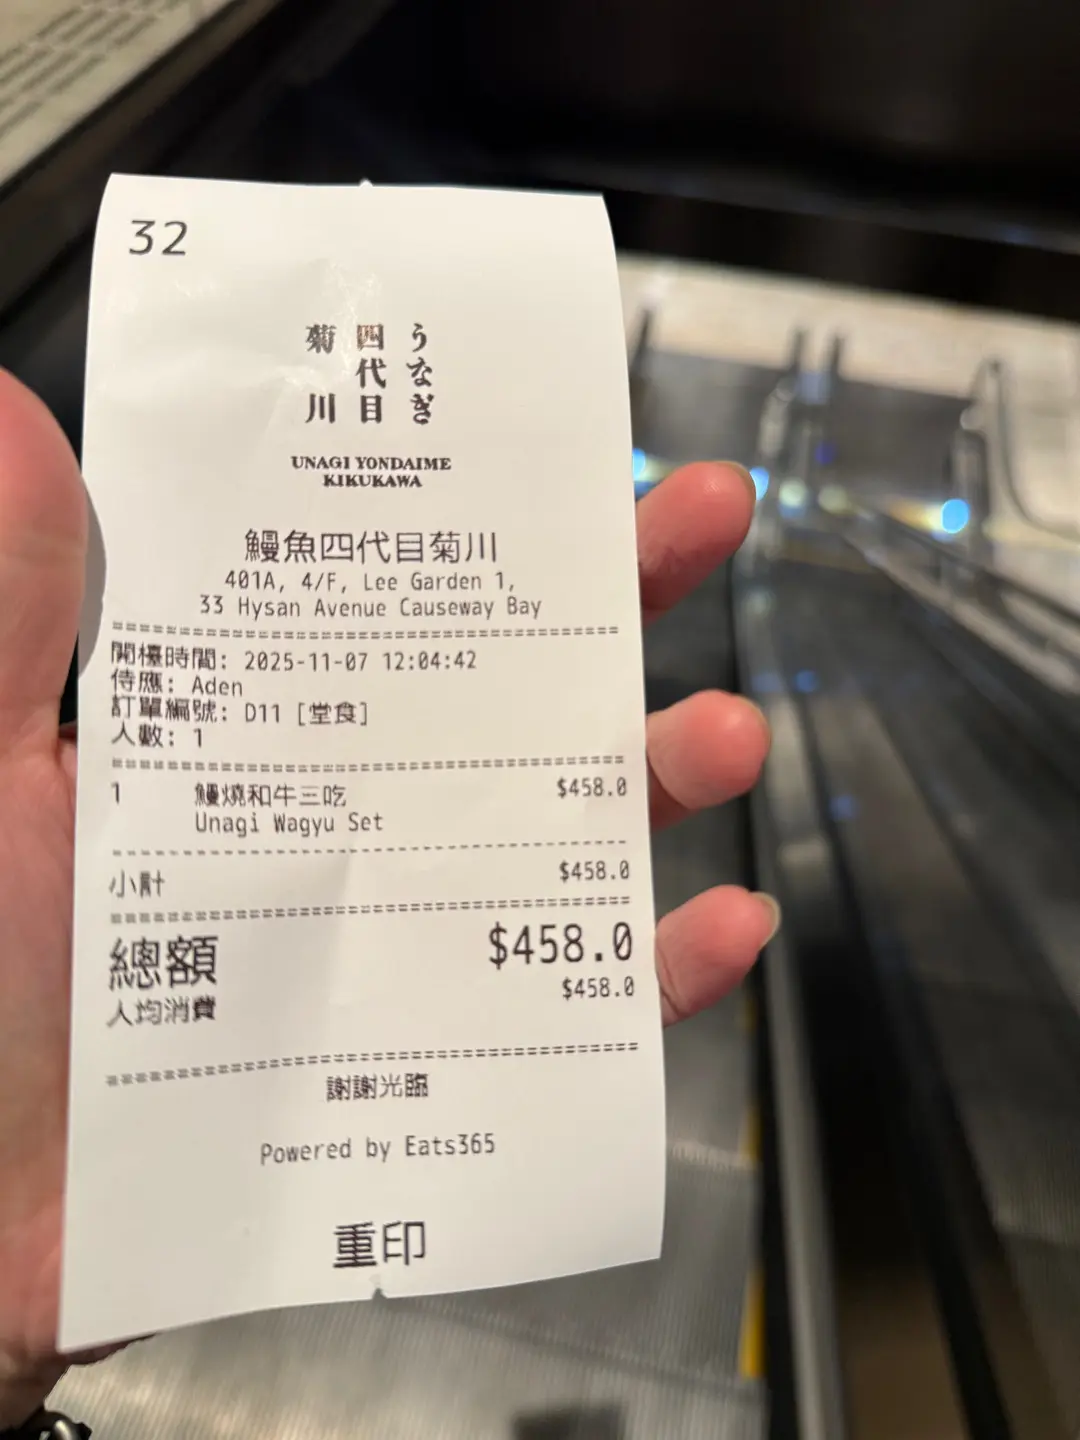 32
うなぎ
四代目
菊川
UNAGI YONDAIME
KIKUKAWA
鰻魚四代目菊川
401A, 4/F, Lee Garden 1,
33 Hysan Avenue Causeway Bay
開檯時間: 2025-11-07 12:04:42
侍應: Aden
訂單編號: D11 [堂食]
人數: 1
1 鰻燒和牛三吃 $458.0
Unagi Wagyu Set
小計 $458.0
總額 $458.0
人均消費 $458.0
謝謝光臨
Powered by Eats365
重印